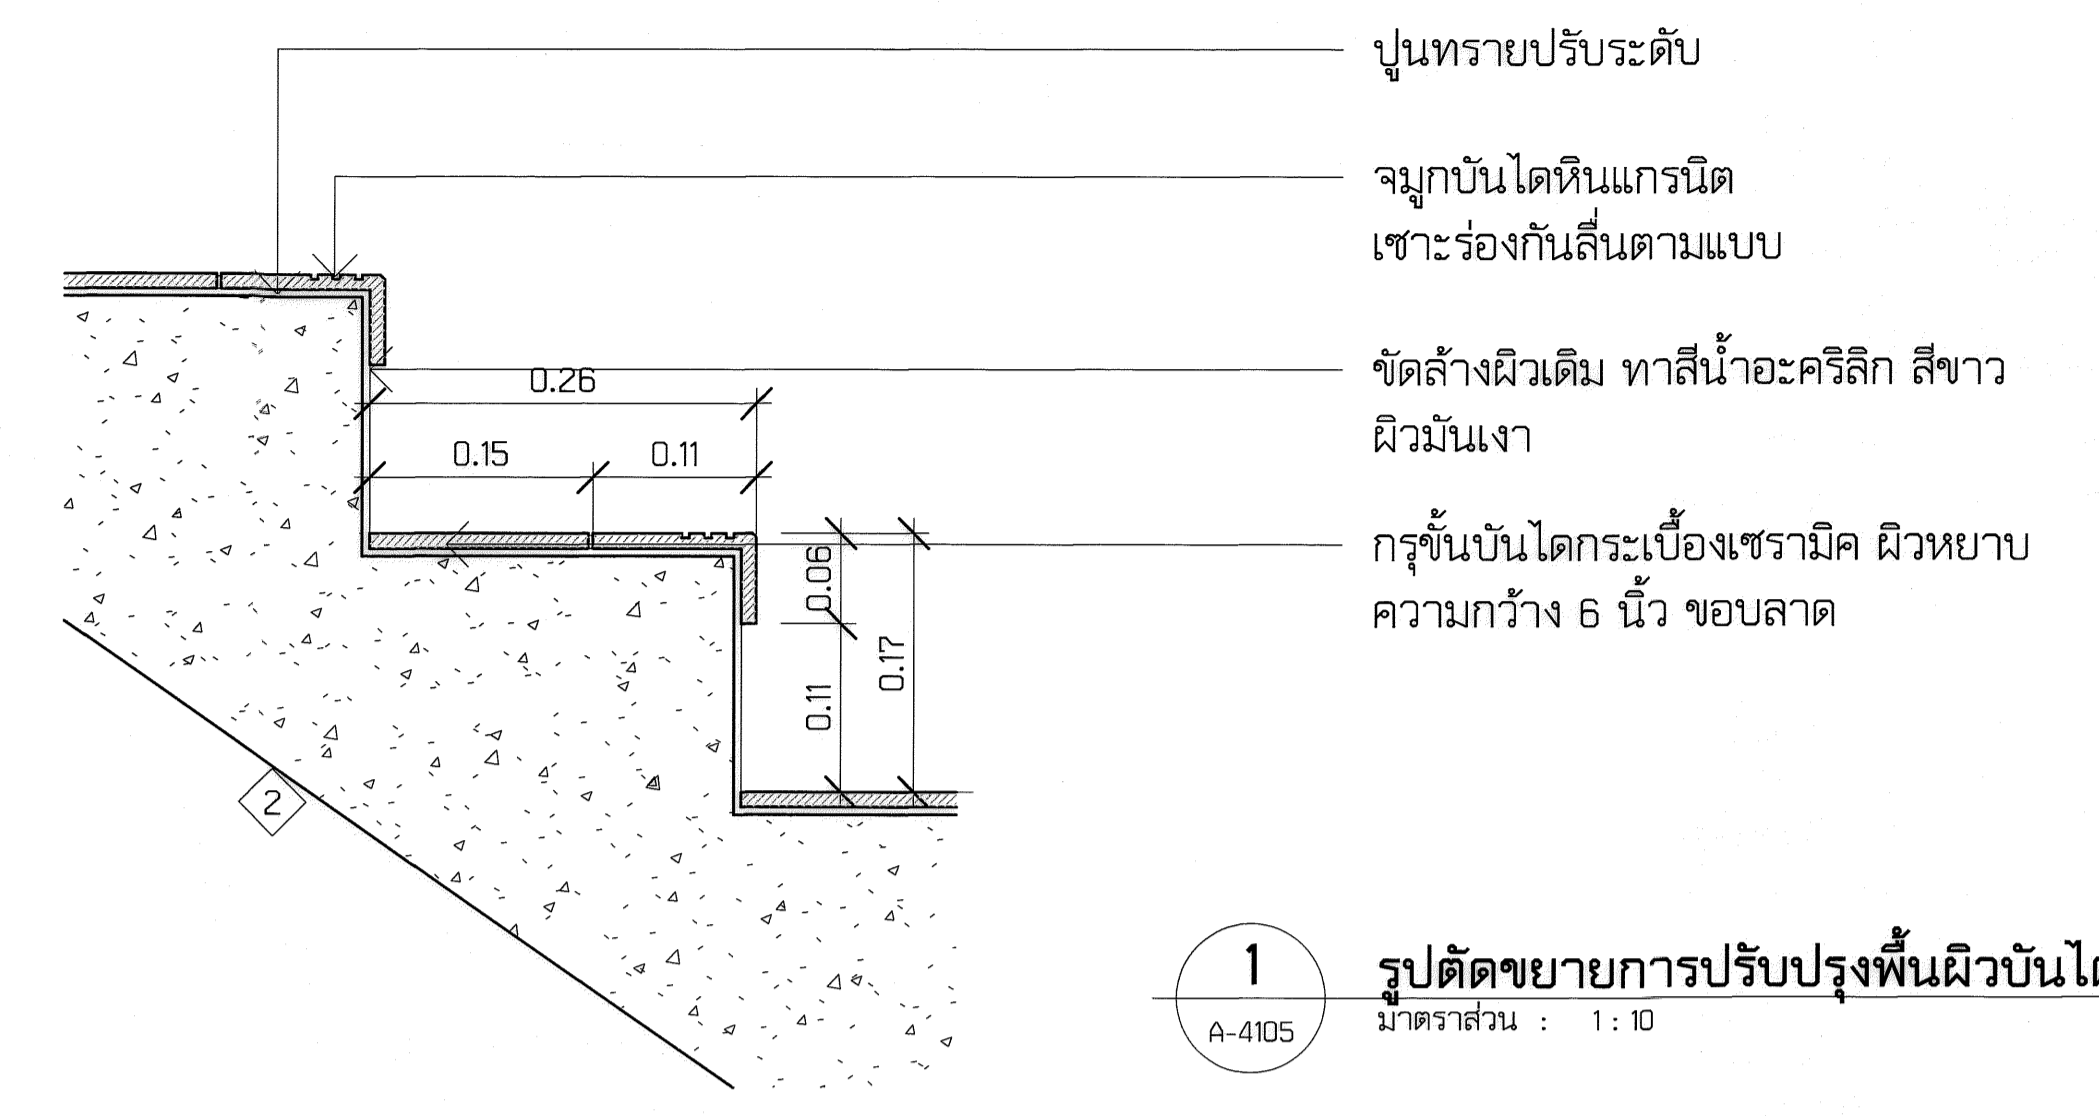 ปูนทรายปรับระดับ
จมูกบันไดหินแกรนิต
เซาะร่องกันลื่นตามแบบ
ขัดล้างผิวเดิม ทาสีน้ำอะคริลิก สีขาว
ผิวมันเงา
0.26
0.15 0.11
กรุขั้นบันไดกระเบื้องเซรามิค ผิวหยาบ
ความกว้าง 6 นิ้ว ขอบลาด
0.06
0.17
0.11
2
1
รูปตัดขยายการปรับปรุงพื้นผิวบันได
A-4105
มาตราส่วน : 1 : 10